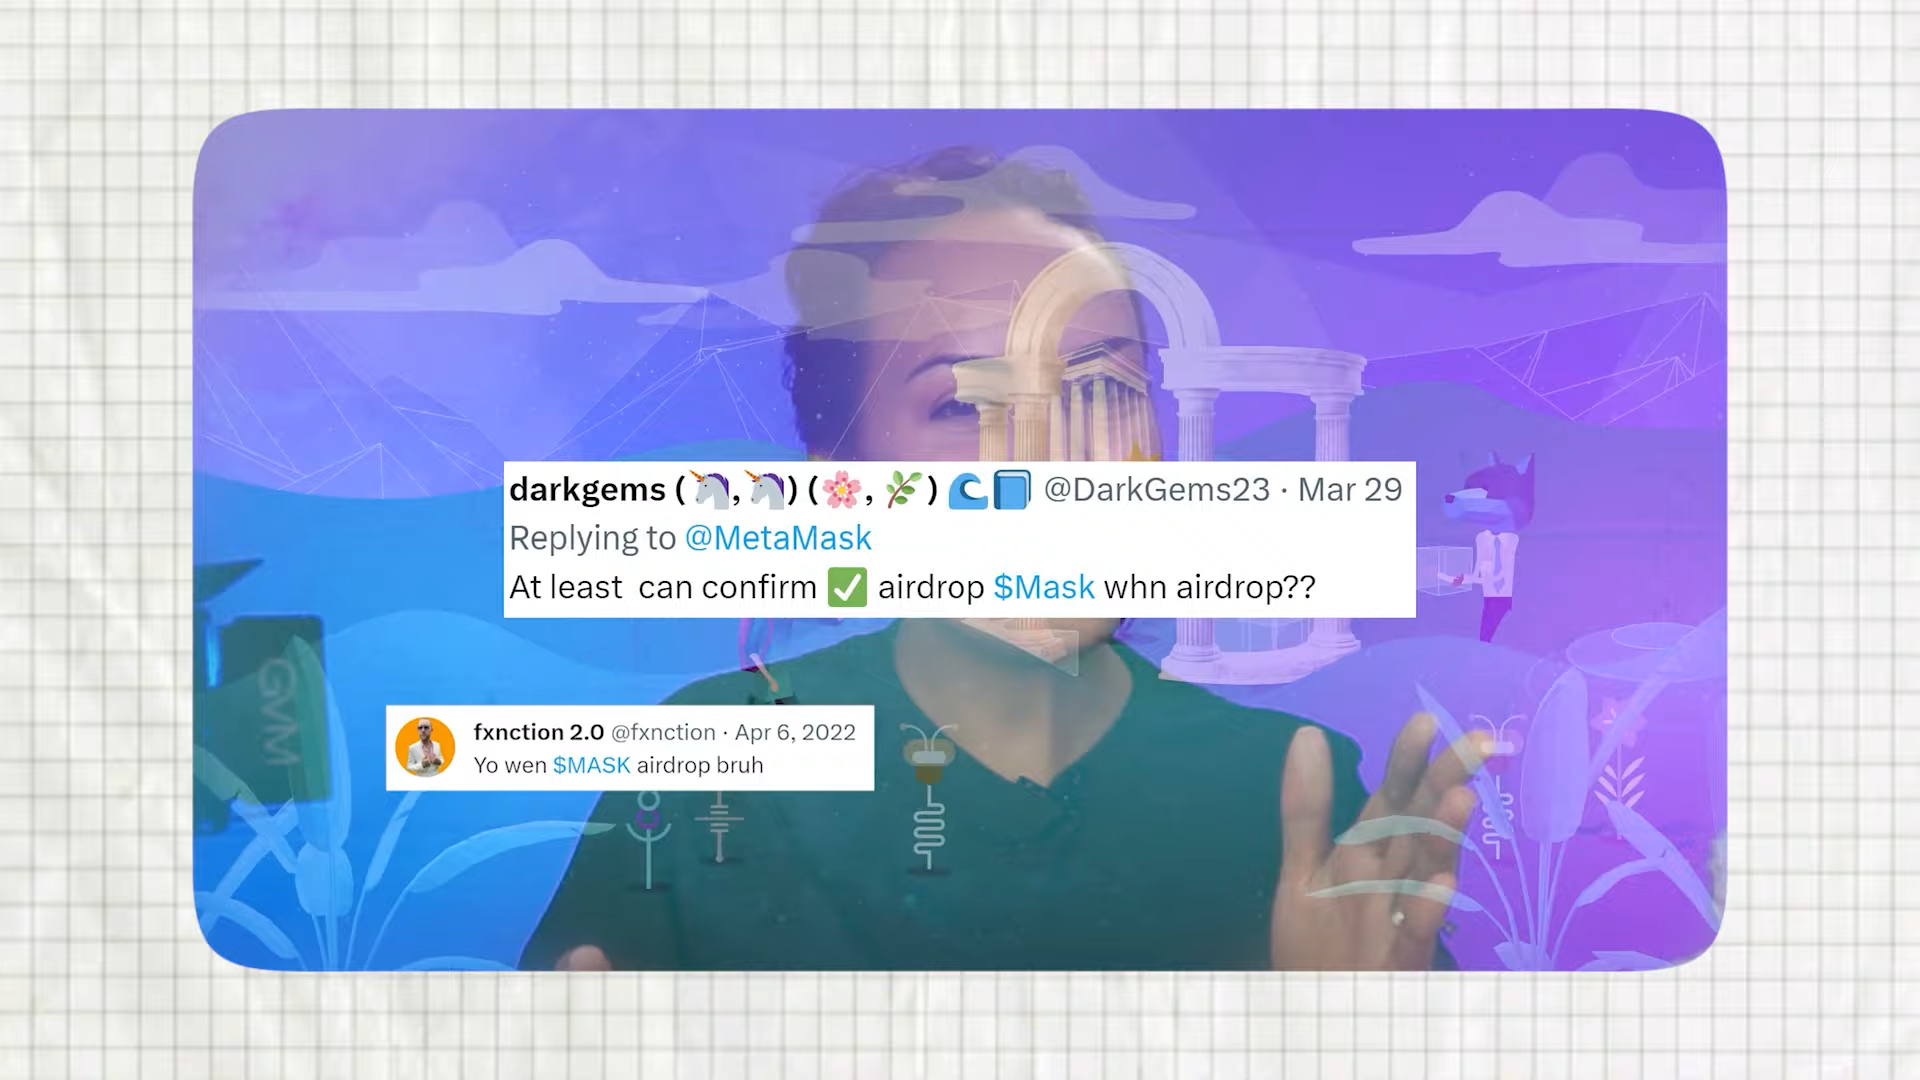 darkgems (🦄,🦄)(🌸,🌿)🌊📘 @DarkGems23 · Mar 29
Replying to @MetaMask
At least can confirm ✅ airdrop $Mask whn airdrop??
fxnction 2.0 @fxnction · Apr 6, 2022
Yo wen $MASK airdrop bruh
GVM